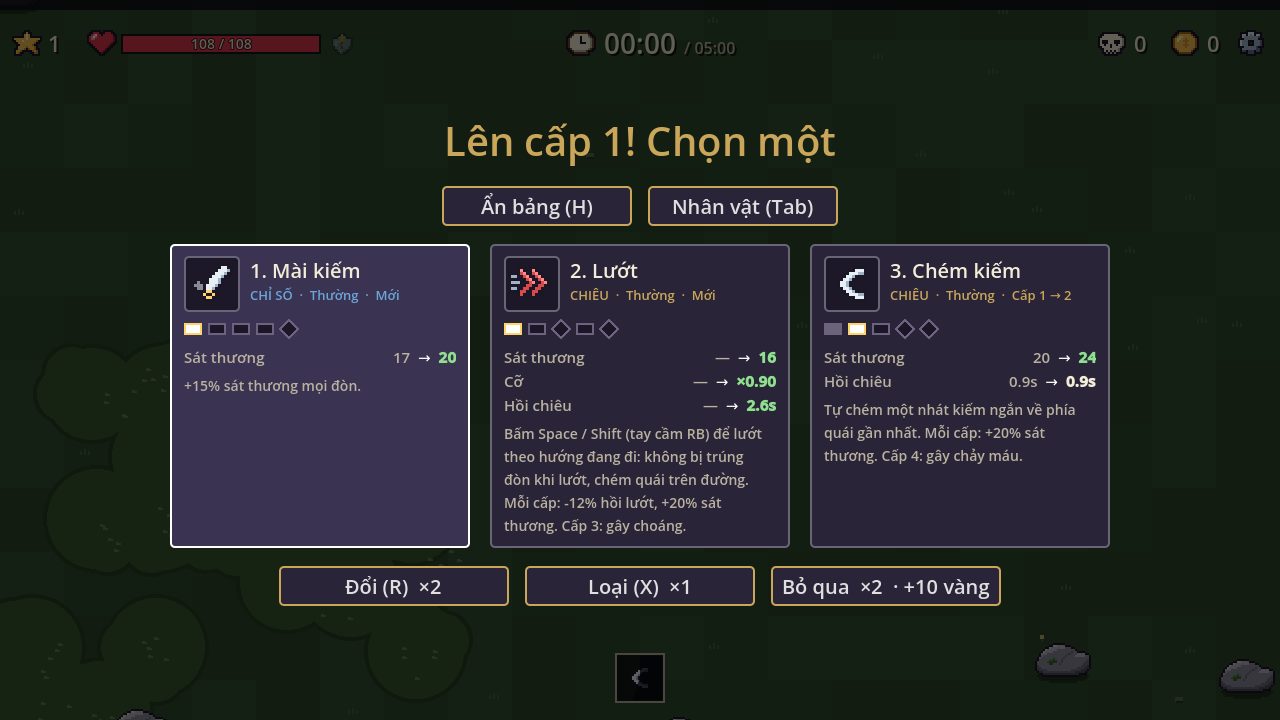 1
108 / 108
00:00 / 05:00
0
0
Lên cấp 1! Chọn một
Ẩn bảng (H)
Nhân vật (Tab)
1. Mài kiếm
CHỈ SỐ · Thường · Mới
Sát thương 17 → 20
+15% sát thương mọi đòn.
2. Lướt
CHIÊU · Thường · Mới
Sát thương — → 16
Cỡ — → ×0.90
Hồi chiêu — → 2.6s
Bấm Space / Shift (tay cầm RB) để lướt
theo hướng đang đi: không bị trúng
đòn khi lướt, chém quái trên đường.
Mỗi cấp: -12% hồi lướt, +20% sát
thương. Cấp 3: gây choáng.
3. Chém kiếm
CHIÊU · Thường · Cấp 1 → 2
Sát thương 20 → 24
Hồi chiêu 0.9s → 0.9s
Tự chém một nhát kiếm ngắn về phía
quái gần nhất. Mỗi cấp: +20% sát
thương. Cấp 4: gây chảy máu.
Đổi (R) ×2
Loại (X) ×1
Bỏ qua ×2 · +10 vàng